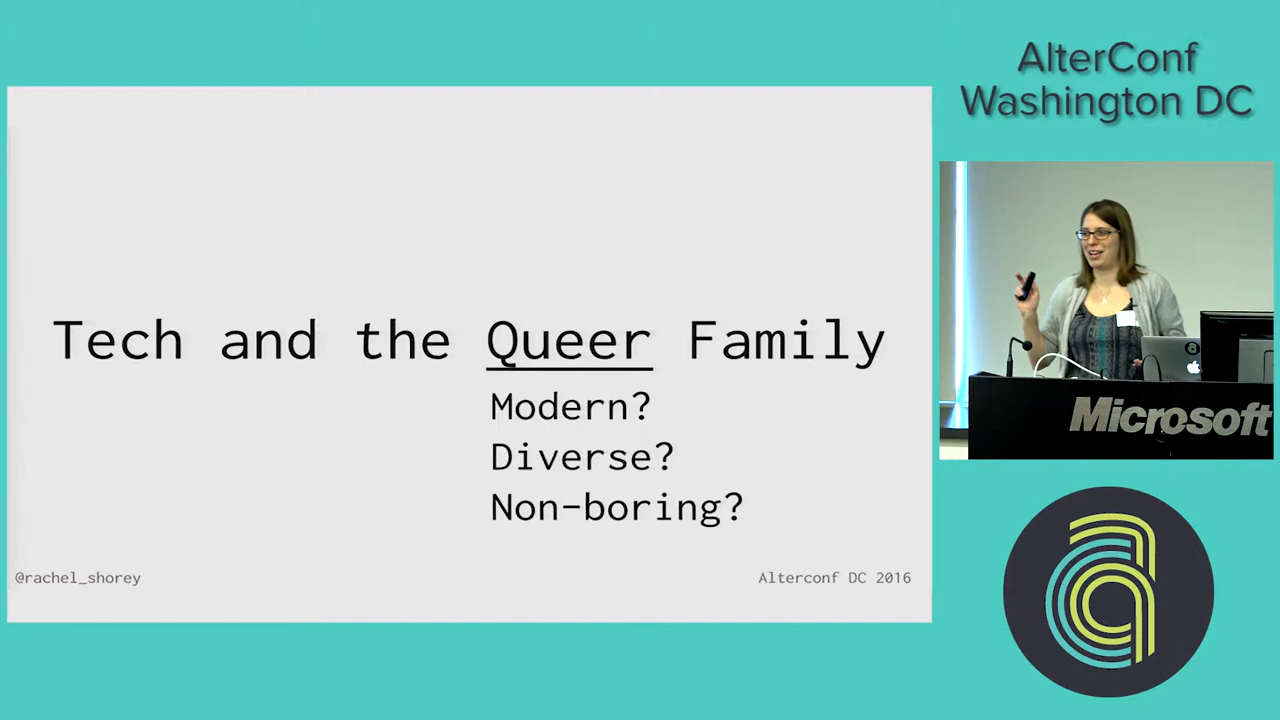 AlterConf
Washington DC
Tech and the Queer Family
Modern?
Diverse?
Non-boring?
@rachel_shorey
Alterconf DC 2016
Microsoft